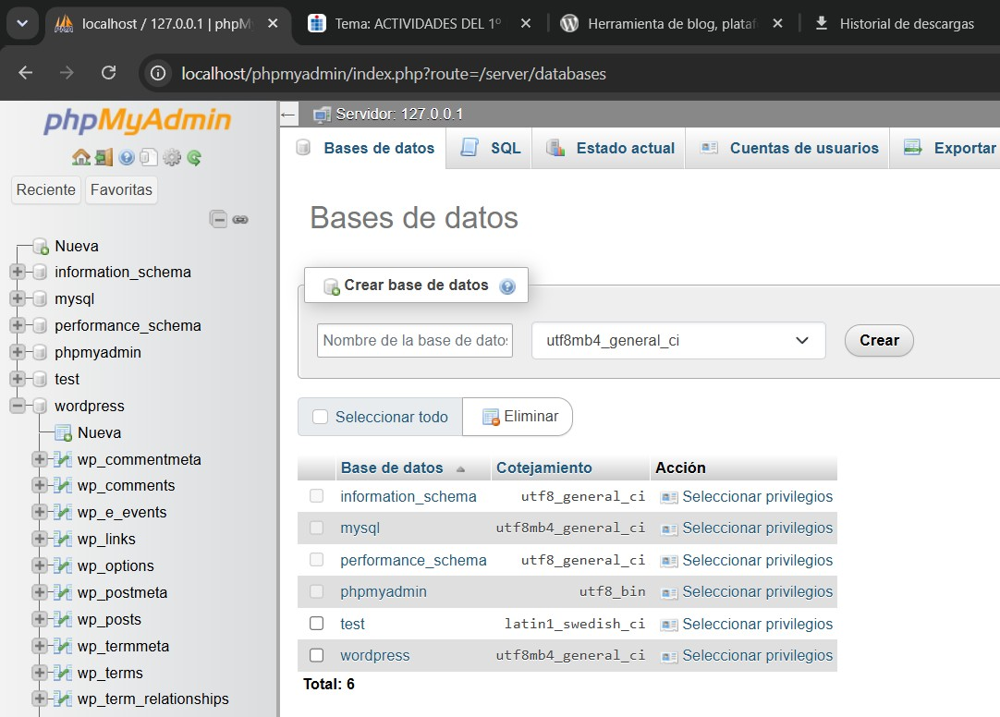 localhost / 127.0.0.1 | phpM
Tema: ACTIVIDADES DEL 1º
Herramienta de blog, plataf
Historial de descargas
localhost/phpmyadmin/index.php?route=/server/databases
phpMyAdmin
Reciente
Favoritas
Nueva
information_schema
mysql
performance_schema
phpmyadmin
test
wordpress
Nueva
wp_commentmeta
wp_comments
wp_e_events
wp_links
wp_options
wp_postmeta
wp_posts
wp_termmeta
wp_terms
wp_term_relationships
Servidor: 127.0.0.1
Bases de datos
SQL
Estado actual
Cuentas de usuarios
Exportar
Bases de datos
Crear base de datos
Nombre de la base de datos
utf8mb4_general_ci
Crear
Seleccionar todo
Eliminar
Base de datos Cotejamiento Acción
information_schema utf8_general_ci Seleccionar privilegios
mysql utf8mb4_general_ci Seleccionar privilegios
performance_schema utf8_general_ci Seleccionar privilegios
phpmyadmin utf8_bin Seleccionar privilegios
test latin1_swedish_ci Seleccionar privilegios
wordpress utf8mb4_general_ci Seleccionar privilegios
Total: 6